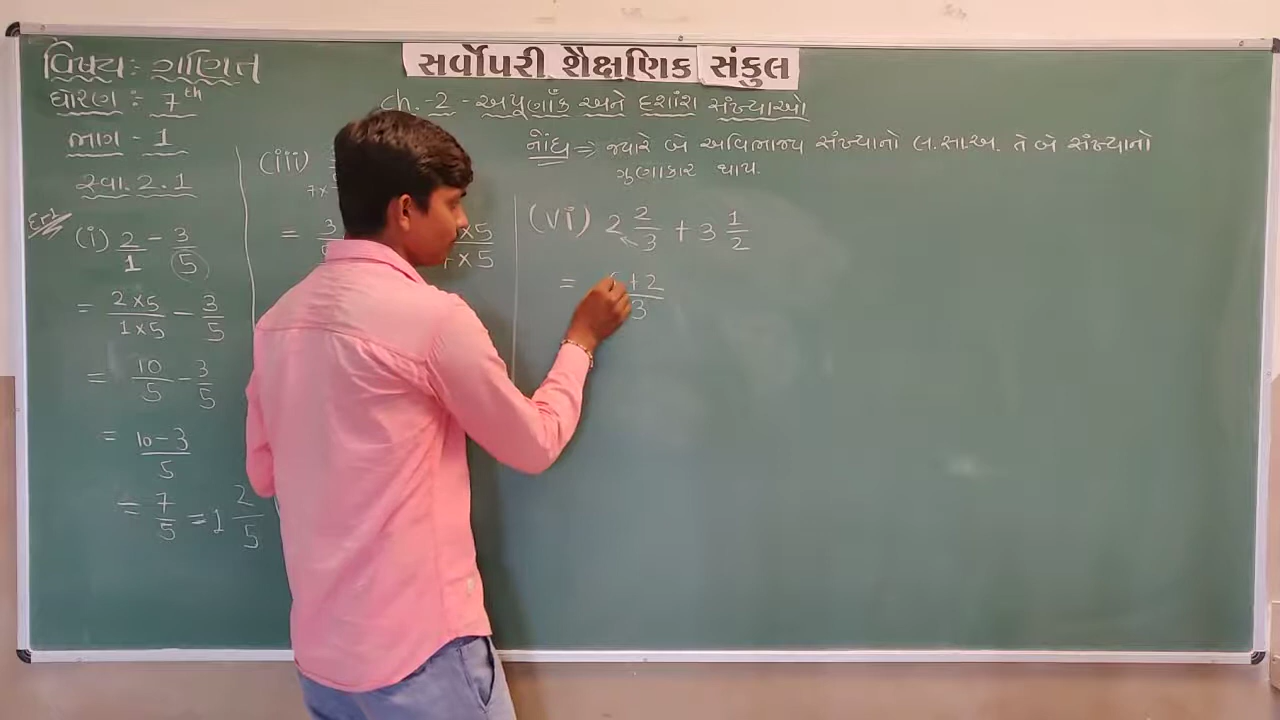 સર્વોપરી શૈક્ષણિક સંકુલ
વિષય: ગણિત
ધોરણ : 7th
ભાગ - 1
સ્વા. 2.1
(i) 2/1 - 3/5
= 2×5/1×5 - 3/5
= 10/5 - 3/5
= 10-3/5
= 7/5 = 1 2/5
Ch.-2 - અપૂર્ણાંક અને દશાંશ સંખ્યાઓ
નોંધ ⇒ જ્યારે બે અવિભાજ્ય સંખ્યાનો લ.સા.અ. તે બે સંખ્યાનો
ગુણાકાર થાય.
(iii)
7×
= 3
×5
×5
(vi) 2 2/3 + 3 1/2
= +2/3